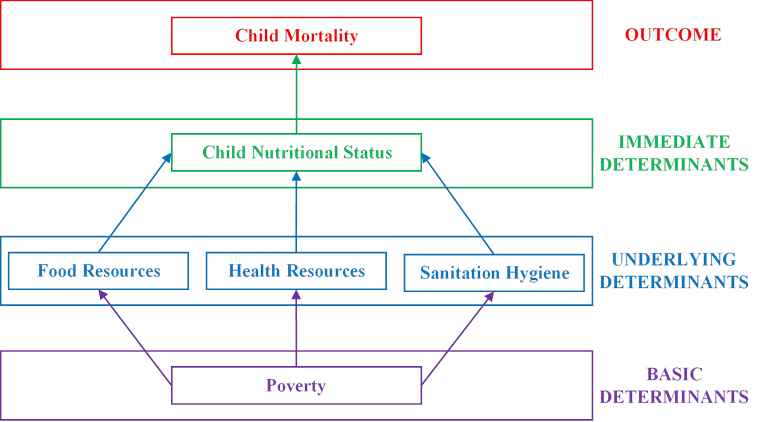 Child Mortality
OUTCOME
Child Nutritional Status
IMMEDIATE
DETERMINANTS
Food Resources
Health Resources
Sanitation Hygiene
UNDERLYING
DETERMINANTS
Poverty
BASIC
DETERMINANTS